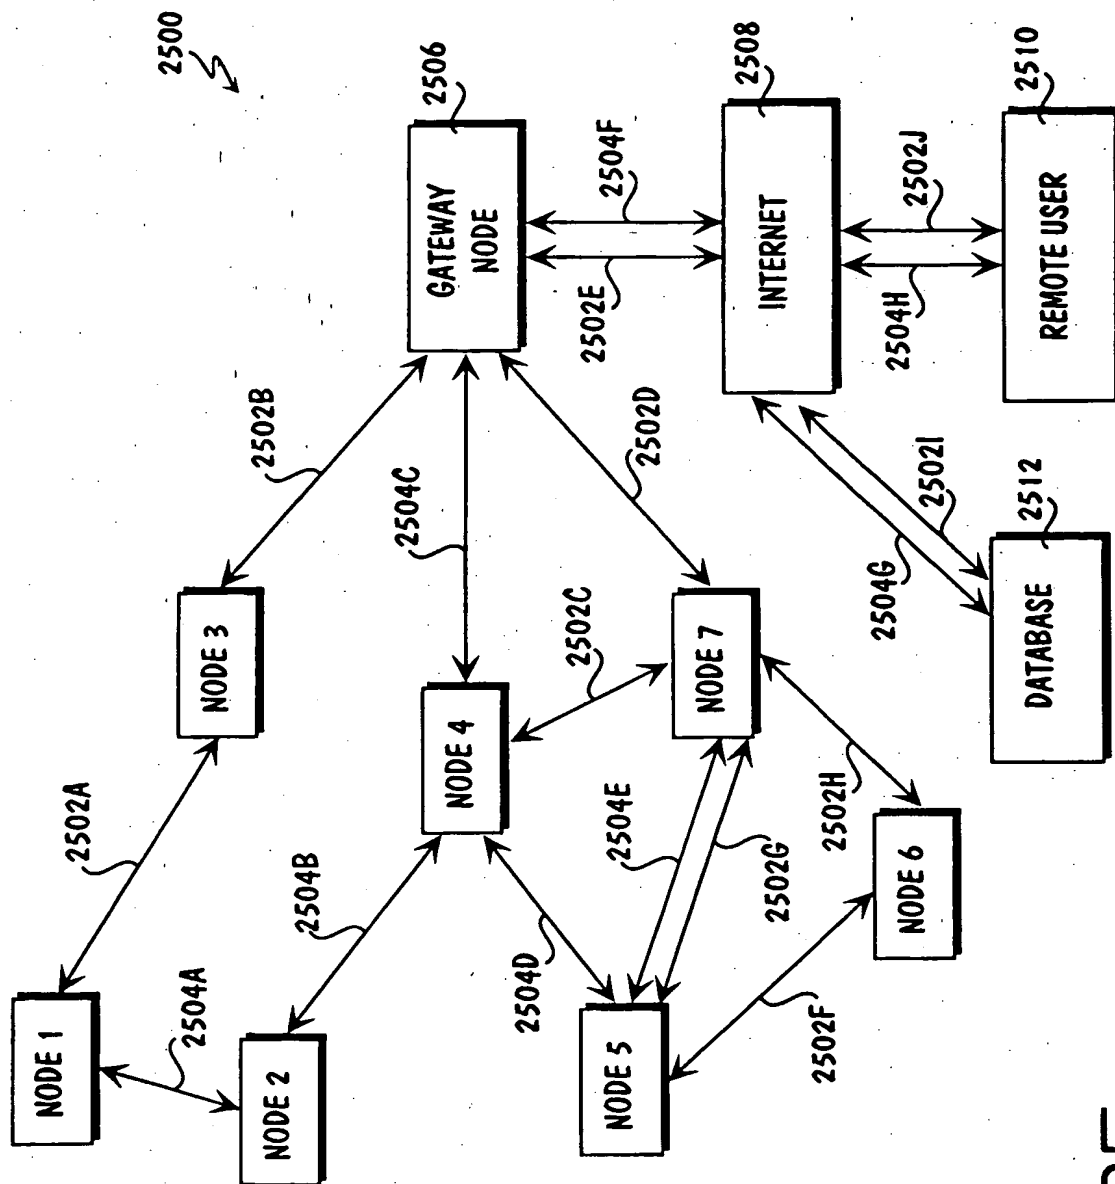 NODE 1
2502A
2500
2504A
NODE 3
NODE 2
2502B
2504B
2504C
2506
NODE 4
GATEWAY
NODE
2504D
2502C
2502E
NODE 5
2504E
2504F
2502D
NODE 7
2508
2502G
INTERNET
2502F
2502H
2504G
2504H
NODE 6
2502J
2502I
2512
2510
DATABASE
REMOTE USER